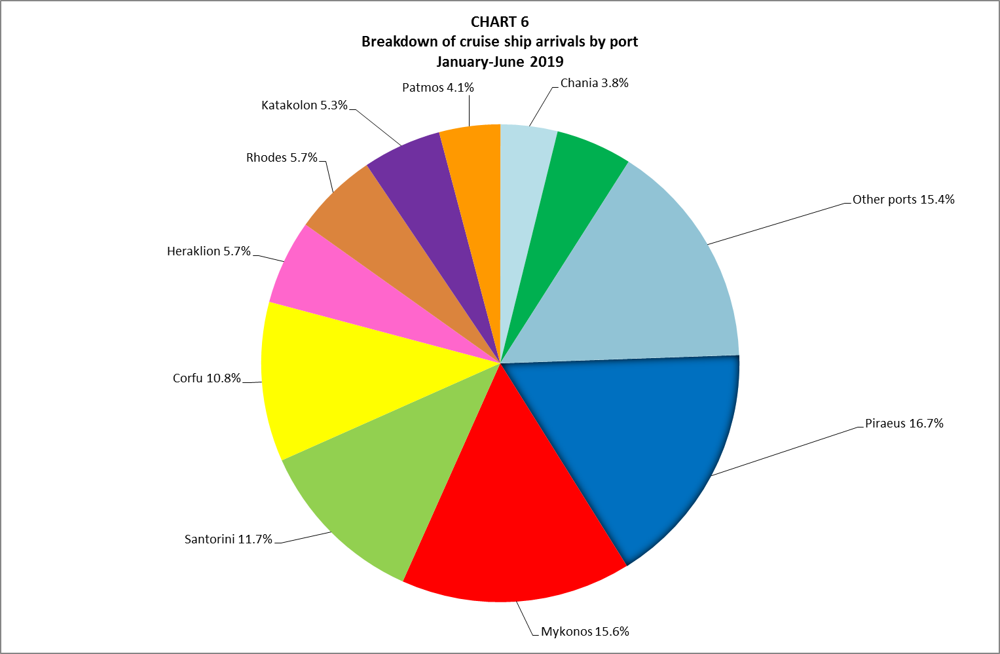 CHART 6
Breakdown of cruise ship arrivals by port
January-June 2019
Patmos 4.1%
Chania 3.8%
Katakolon 5.3%
Rhodes 5.7%
Other ports 15.4%
Heraklion 5.7%
Corfu 10.8%
Piraeus 16.7%
Santorini 11.7%
Mykonos 15.6%